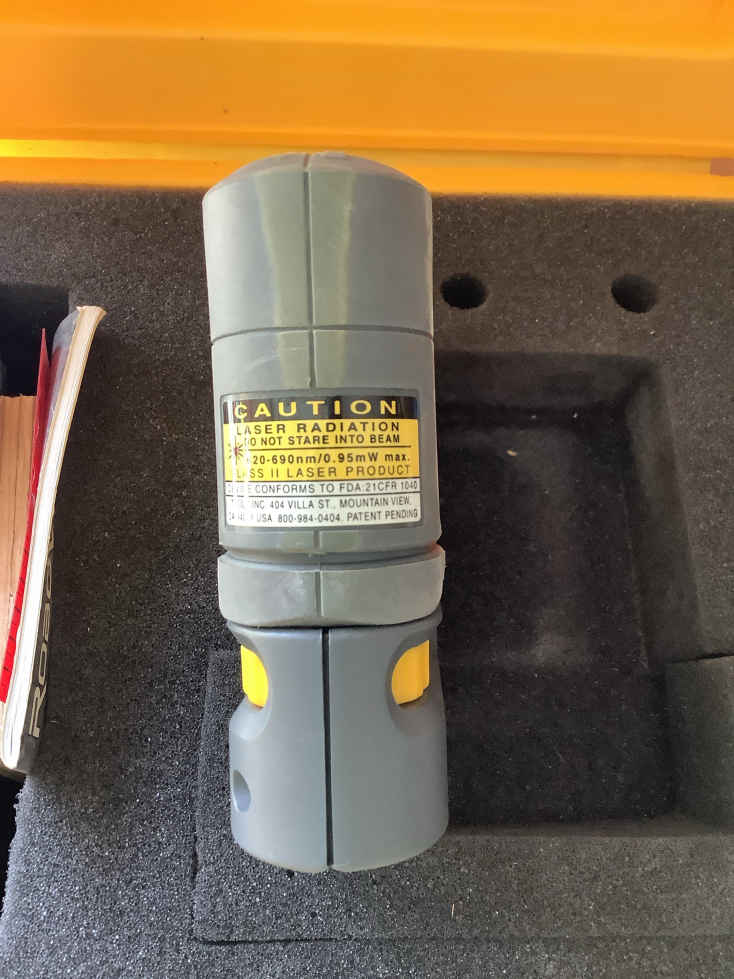 CAUTION
LASER RADIATION
DO NOT STARE INTO BEAM
20-690nm/0.95mW max.
CLASS II LASER PRODUCT
CONFORMS TO FDA:21CFR 1040
INC. 404 VILLA ST., MOUNTAIN VIEW,
USA. 800-984-0404, PATENT PENDING